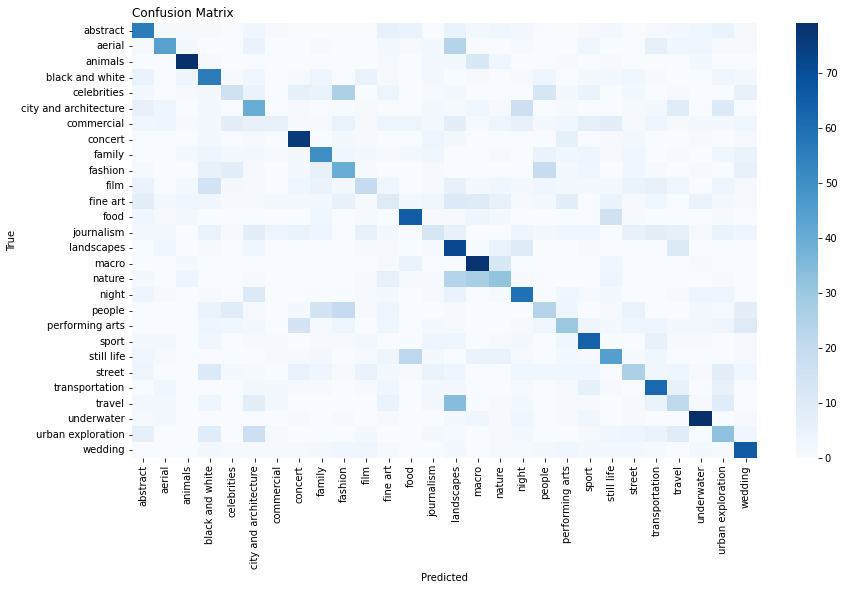 Confusion Matrix
True
abstract
aerial
animals
black and white
celebrities
city and architecture
commercial
concert
family
fashion
film
fine art
food
journalism
landscapes
macro
nature
night
people
performing arts
sport
still life
street
transportation
travel
underwater
urban exploration
wedding
abstract
aerial
animals
black and white
celebrities
city and architecture
commercial
concert
family
fashion
film
fine art
food
journalism
landscapes
macro
nature
night
people
performing arts
sport
still life
street
transportation
travel
underwater
urban exploration
wedding
Predicted
70
60
50
40
30
20
10
0